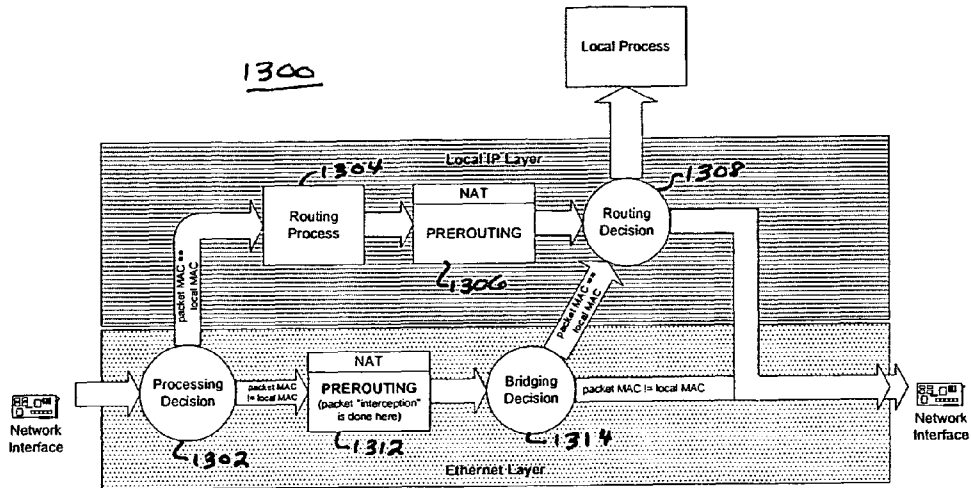 Local Process
1300
Local IP Layer
1304
1308
NAT
Routing
Process
PREROUTING
Routing
Decision
1306
packet MAC ==
local MAC
packet MAC ==
local MAC
NAT
Processing
Decision
packet MAC
!= local MAC
PREROUTING
(packet "interception"
is done here)
Bridging
Decision
packet MAC != local MAC
Network
Interface
Network
Interface
1302
1312
1314
Ethernet Layer